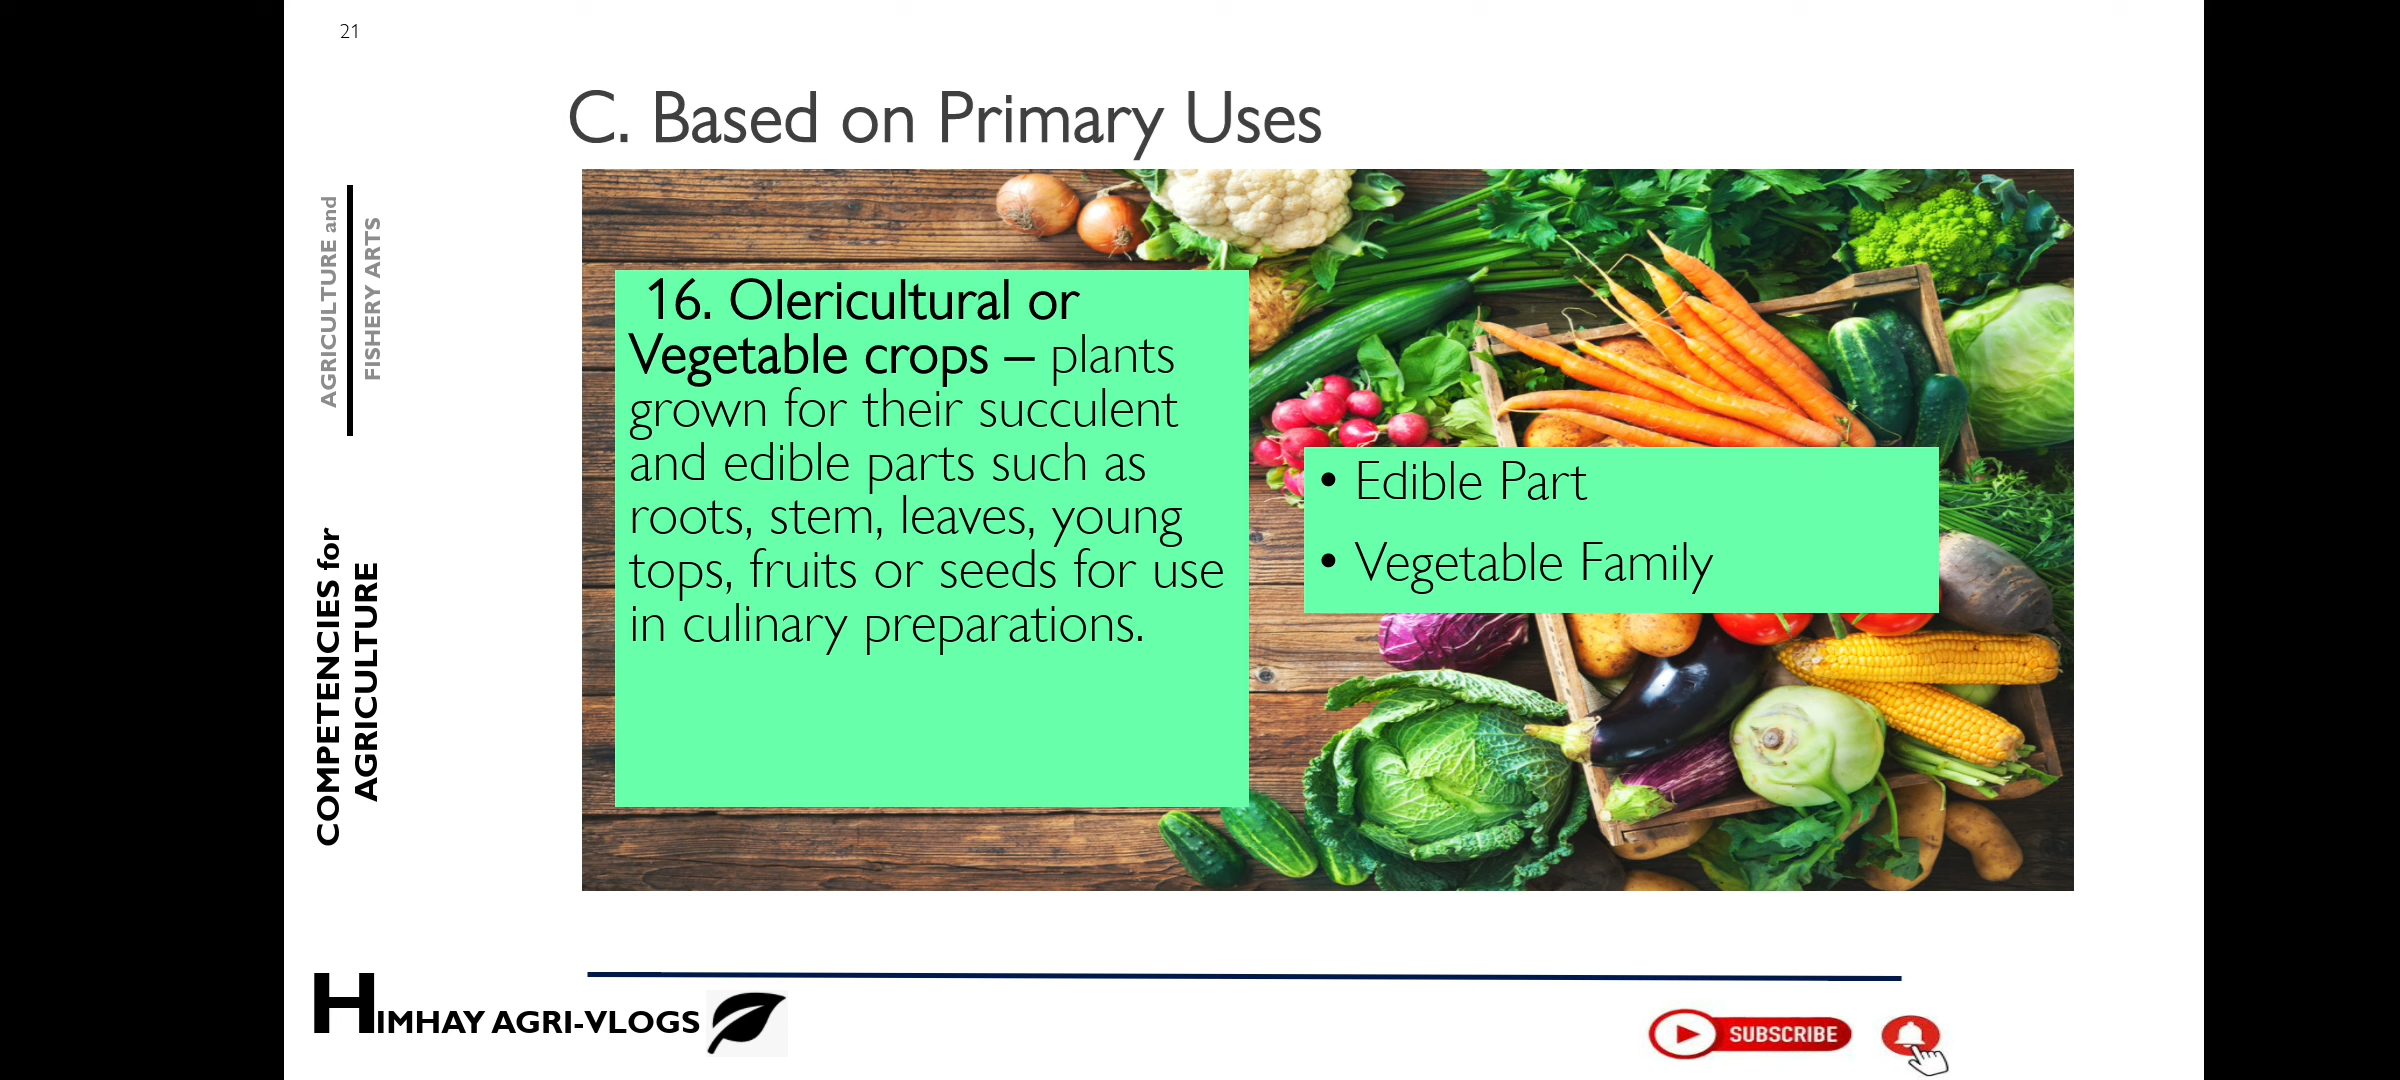 21
C. Based on Primary Uses
AGRICULTURE and
FISHERY ARTS
COMPETENCIES for
AGRICULTURE
16. Olericultural or
Vegetable crops – plants
grown for their succulent
and edible parts such as
roots, stem, leaves, young
tops, fruits or seeds for use
in culinary preparations.
• Edible Part
• Vegetable Family
HIMHAY AGRI-VLOGS
SUBSCRIBE